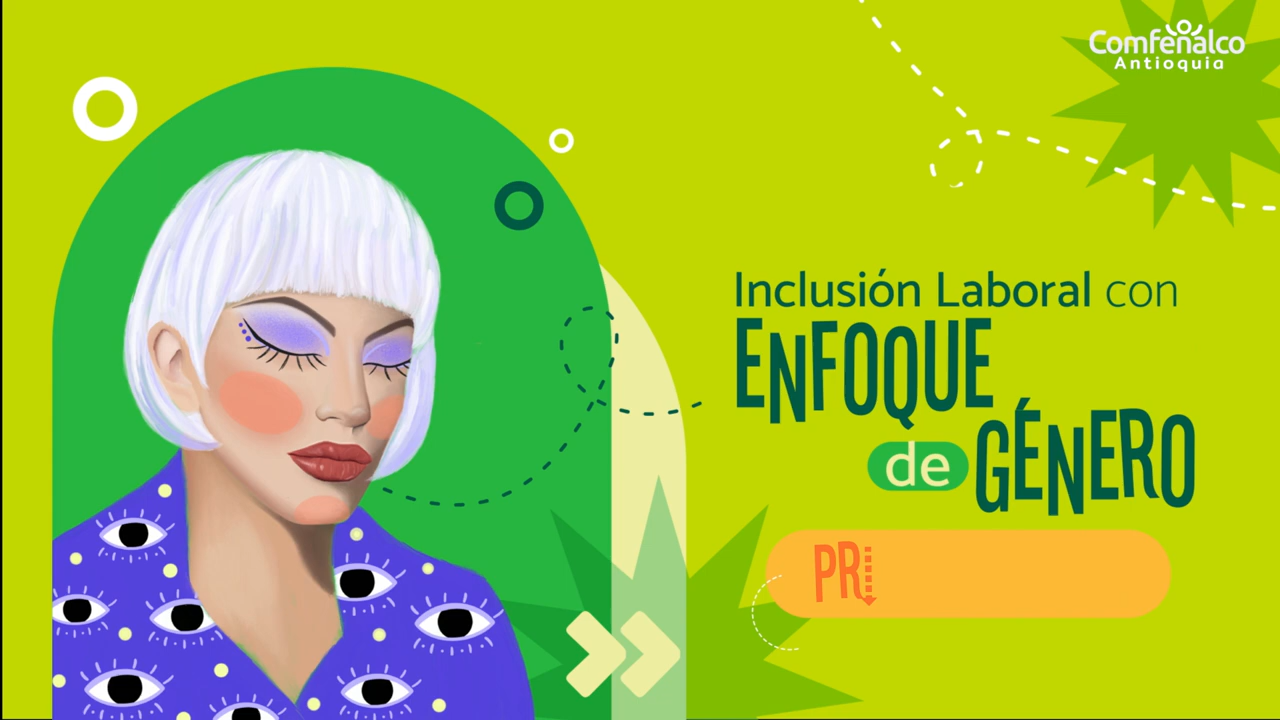 Comfenalco
Antioquia
Inclusión Laboral con
ENFOQUE
de GÉNERO
PR